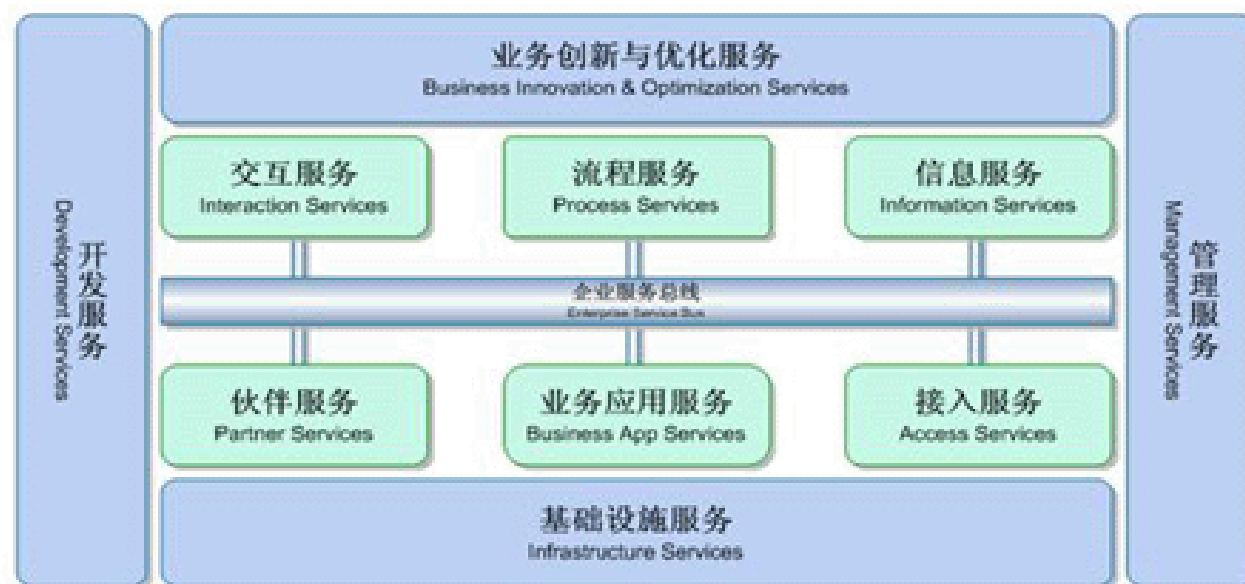 业务创新与优化服务
Business Innovation & Optimization Services
交互服务
Interaction Services
流程服务
Process Services
信息服务
Information Services
开发服务
Development Services
企业服务总线
Enterprise Service Bus
管理服务
Management Services
伙伴服务
Partner Services
业务应用服务
Business App Services
接入服务
Access Services
基础设施服务
Infrastructure Services